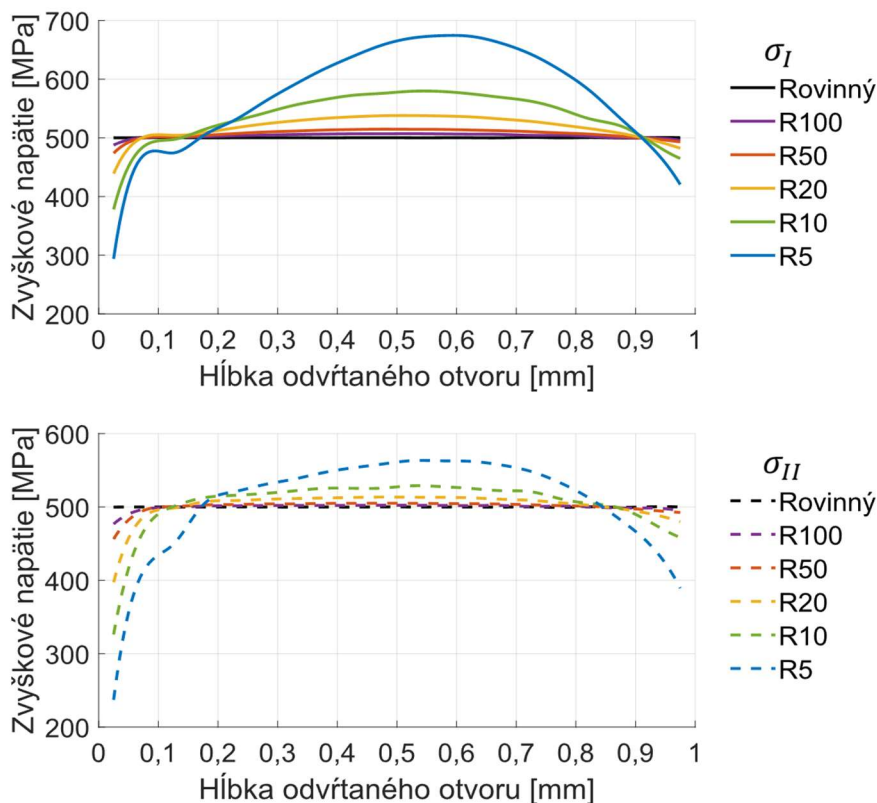 Zvyškové napätie [MPa]
700
600
500
400
300
200
0 0,1 0,2 0,3 0,4 0,5 0,6 0,7 0,8 0,9 1
Hĺbka odvŕtaného otvoru [mm]
σI
Rovinný
R100
R50
R20
R10
R5
Zvyškové napätie [MPa]
600
500
400
300
200
0 0,1 0,2 0,3 0,4 0,5 0,6 0,7 0,8 0,9 1
Hĺbka odvŕtaného otvoru [mm]
σII
Rovinný
R100
R50
R20
R10
R5